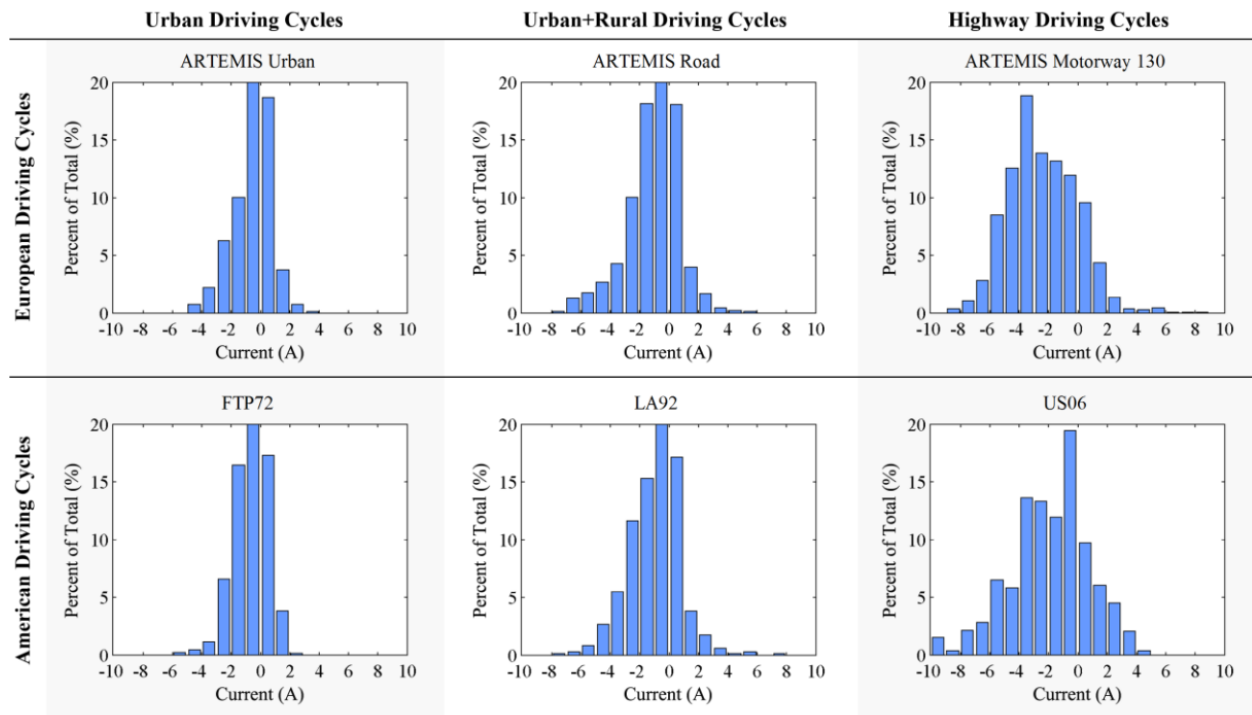 Urban Driving Cycles
Urban+Rural Driving Cycles
Highway Driving Cycles
European Driving Cycles
ARTEMIS Urban
Percent of Total (%)
20
15
10
5
0
-10 -8 -6 -4 -2 0 2 4 6 8 10
Current (A)
ARTEMIS Road
Percent of Total (%)
20
15
10
5
0
-10 -8 -6 -4 -2 0 2 4 6 8 10
Current (A)
ARTEMIS Motorway 130
Percent of Total (%)
20
15
10
5
0
-10 -8 -6 -4 -2 0 2 4 6 8 10
Current (A)
American Driving Cycles
FTP72
Percent of Total (%)
20
15
10
5
0
-10 -8 -6 -4 -2 0 2 4 6 8 10
Current (A)
LA92
Percent of Total (%)
20
15
10
5
0
-10 -8 -6 -4 -2 0 2 4 6 8 10
Current (A)
US06
Percent of Total (%)
20
15
10
5
0
-10 -8 -6 -4 -2 0 2 4 6 8 10
Current (A)